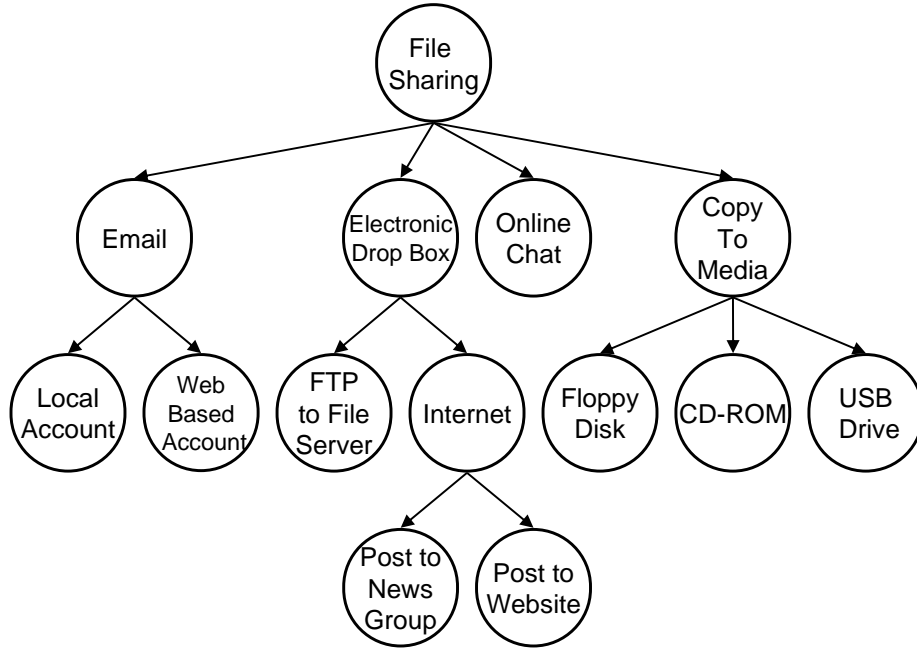 File
Sharing
Email
Electronic
Drop Box
Online
Chat
Copy
To
Media
Local
Account
Web
Based
Account
FTP
to File
Server
Internet
Floppy
Disk
CD-ROM
USB
Drive
Post to
News
Group
Post to
Website